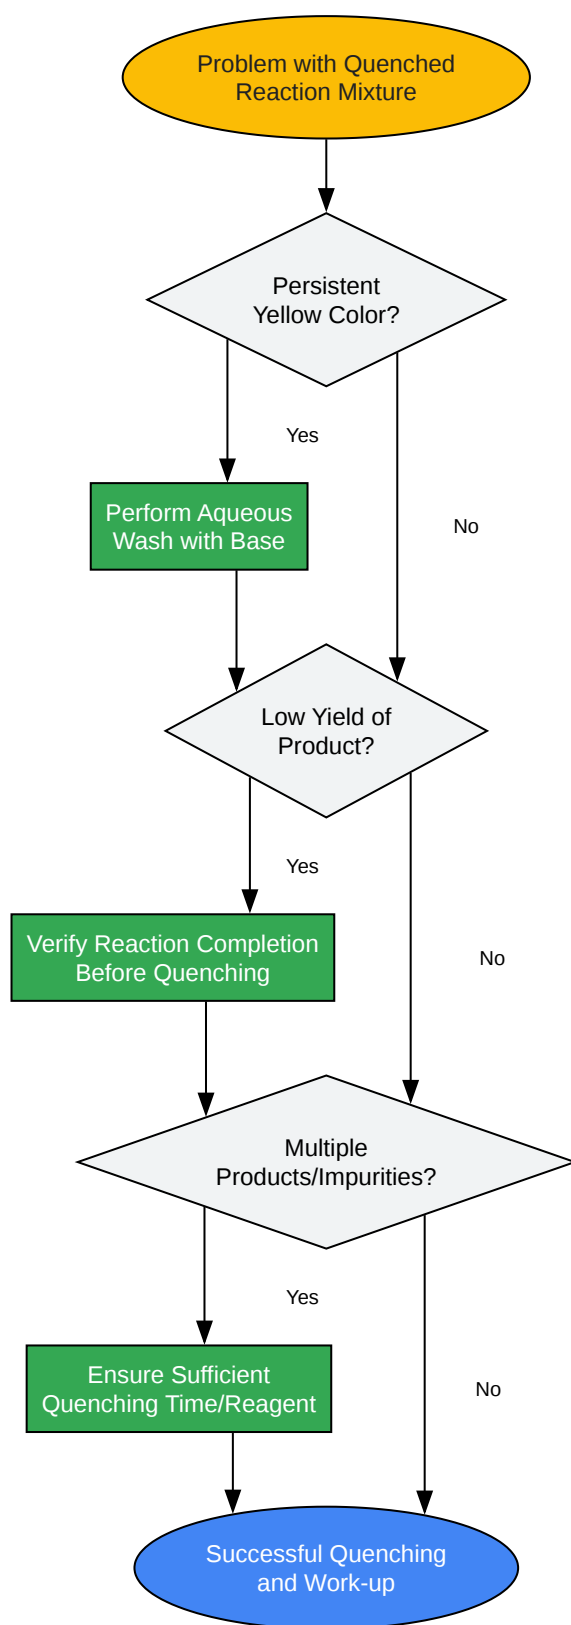 Problem with Quenched
Reaction Mixture
Persistent
Yellow Color?
Yes
Perform Aqueous
Wash with Base
No
Low Yield of
Product?
Yes
Verify Reaction Completion
Before Quenching
No
Multiple
Products/Impurities?
Yes
Ensure Sufficient
Quenching Time/Reagent
No
Successful Quenching
and Work-up